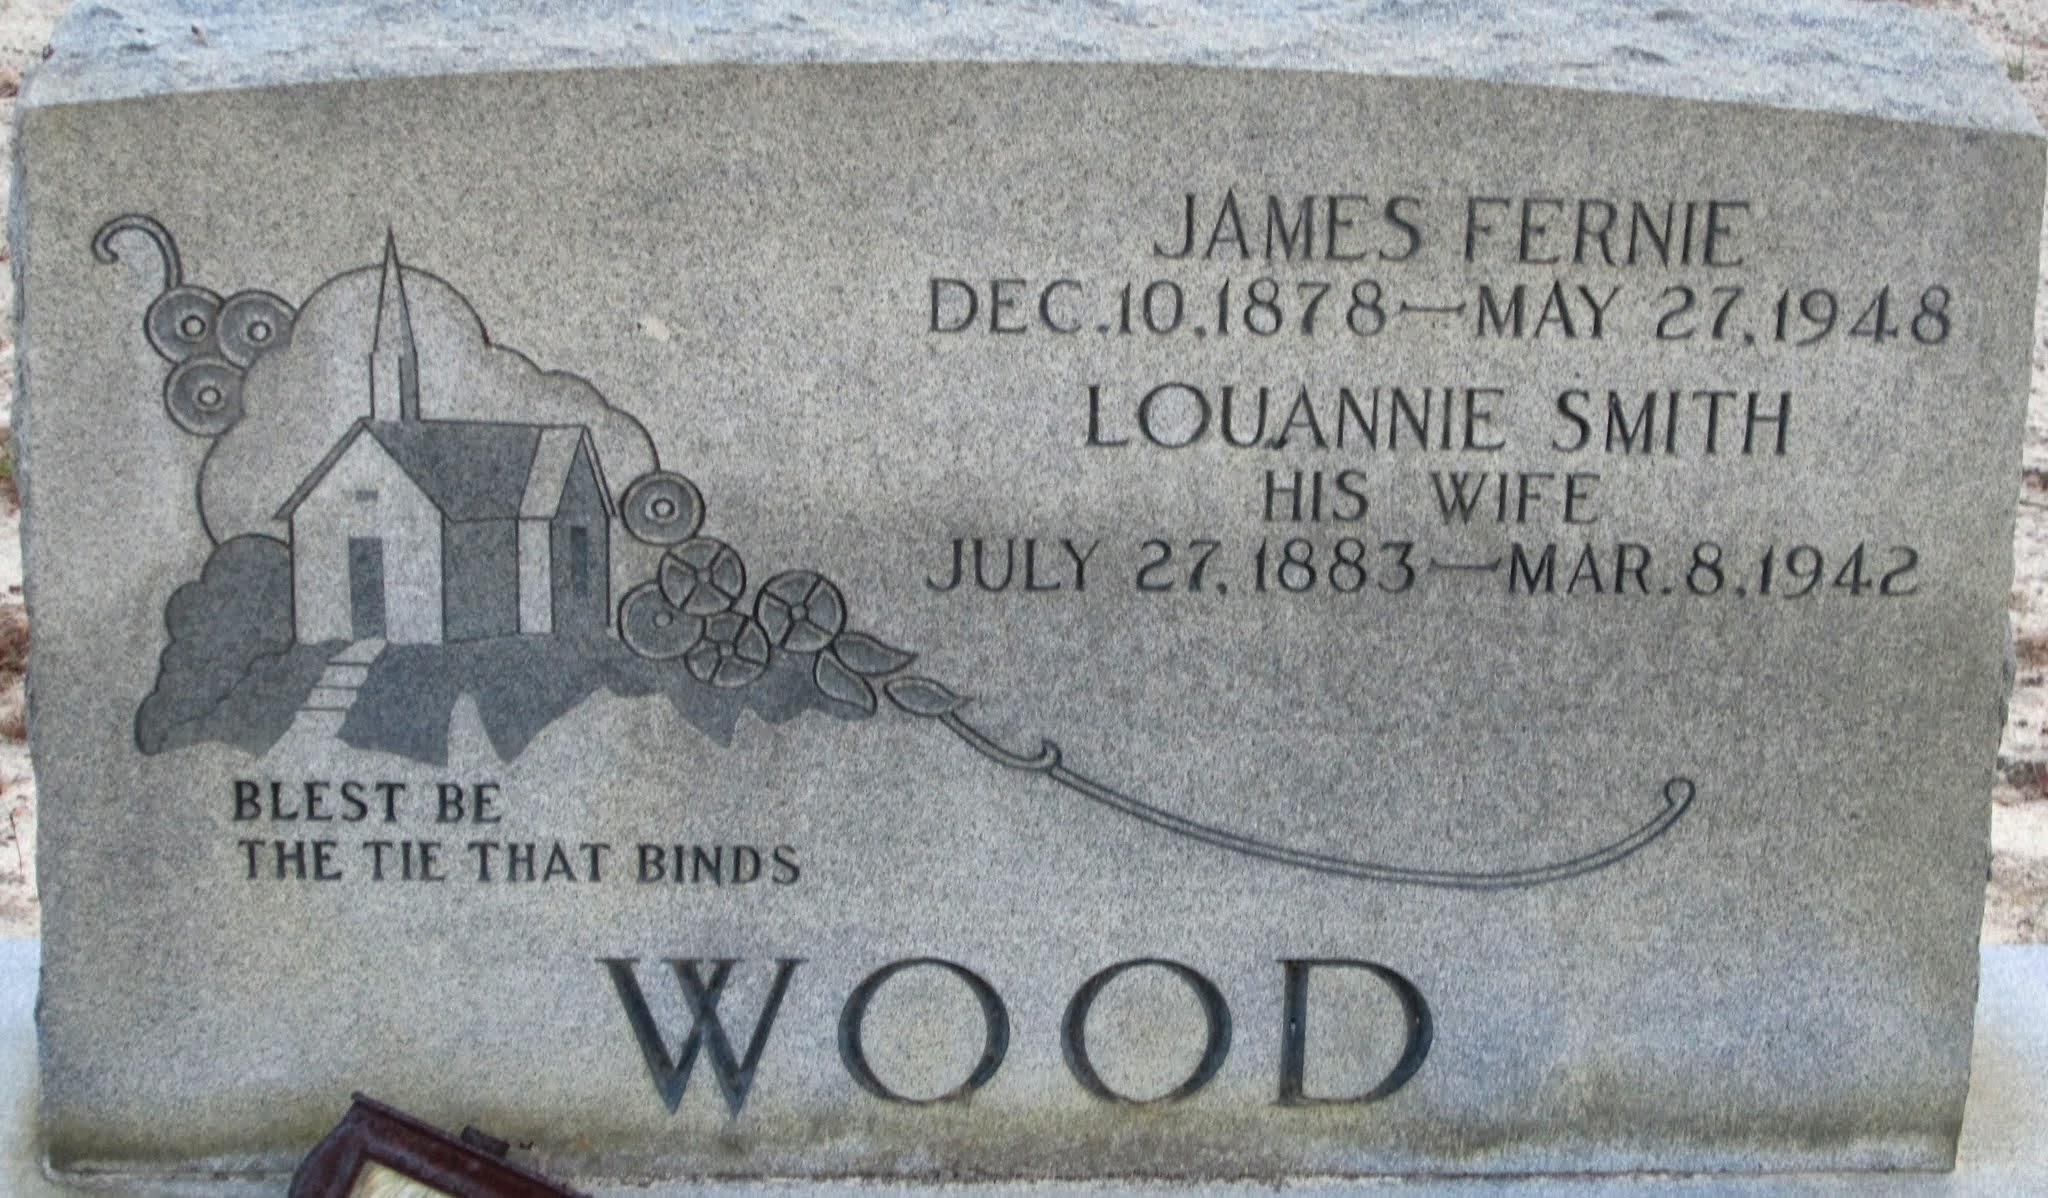 JAMES FERNIE
DEC. 10, 1878—MAY 27, 1948
LOUANNIE SMITH
HIS WIFE
JULY 27, 1883—MAR. 8, 1942
BLEST BE
THE TIE THAT BINDS
WOOD